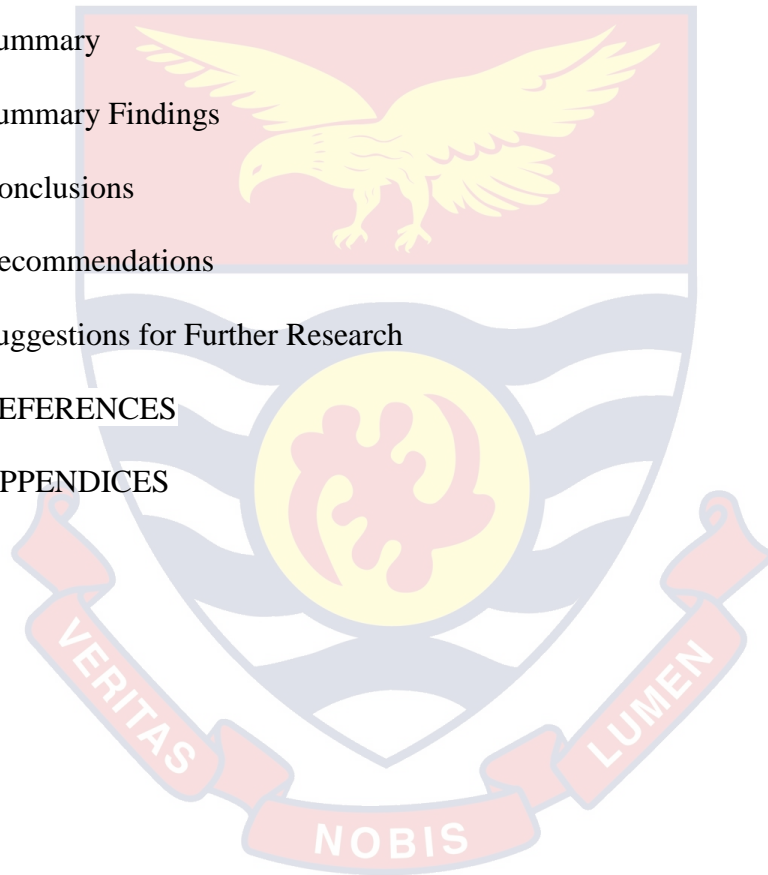 ummary
ummary Findings
onclusions
ecommendations
uggestions for Further Research
EFERENCES
PPENDICES
VERITAS
NOBIS
LUMEN